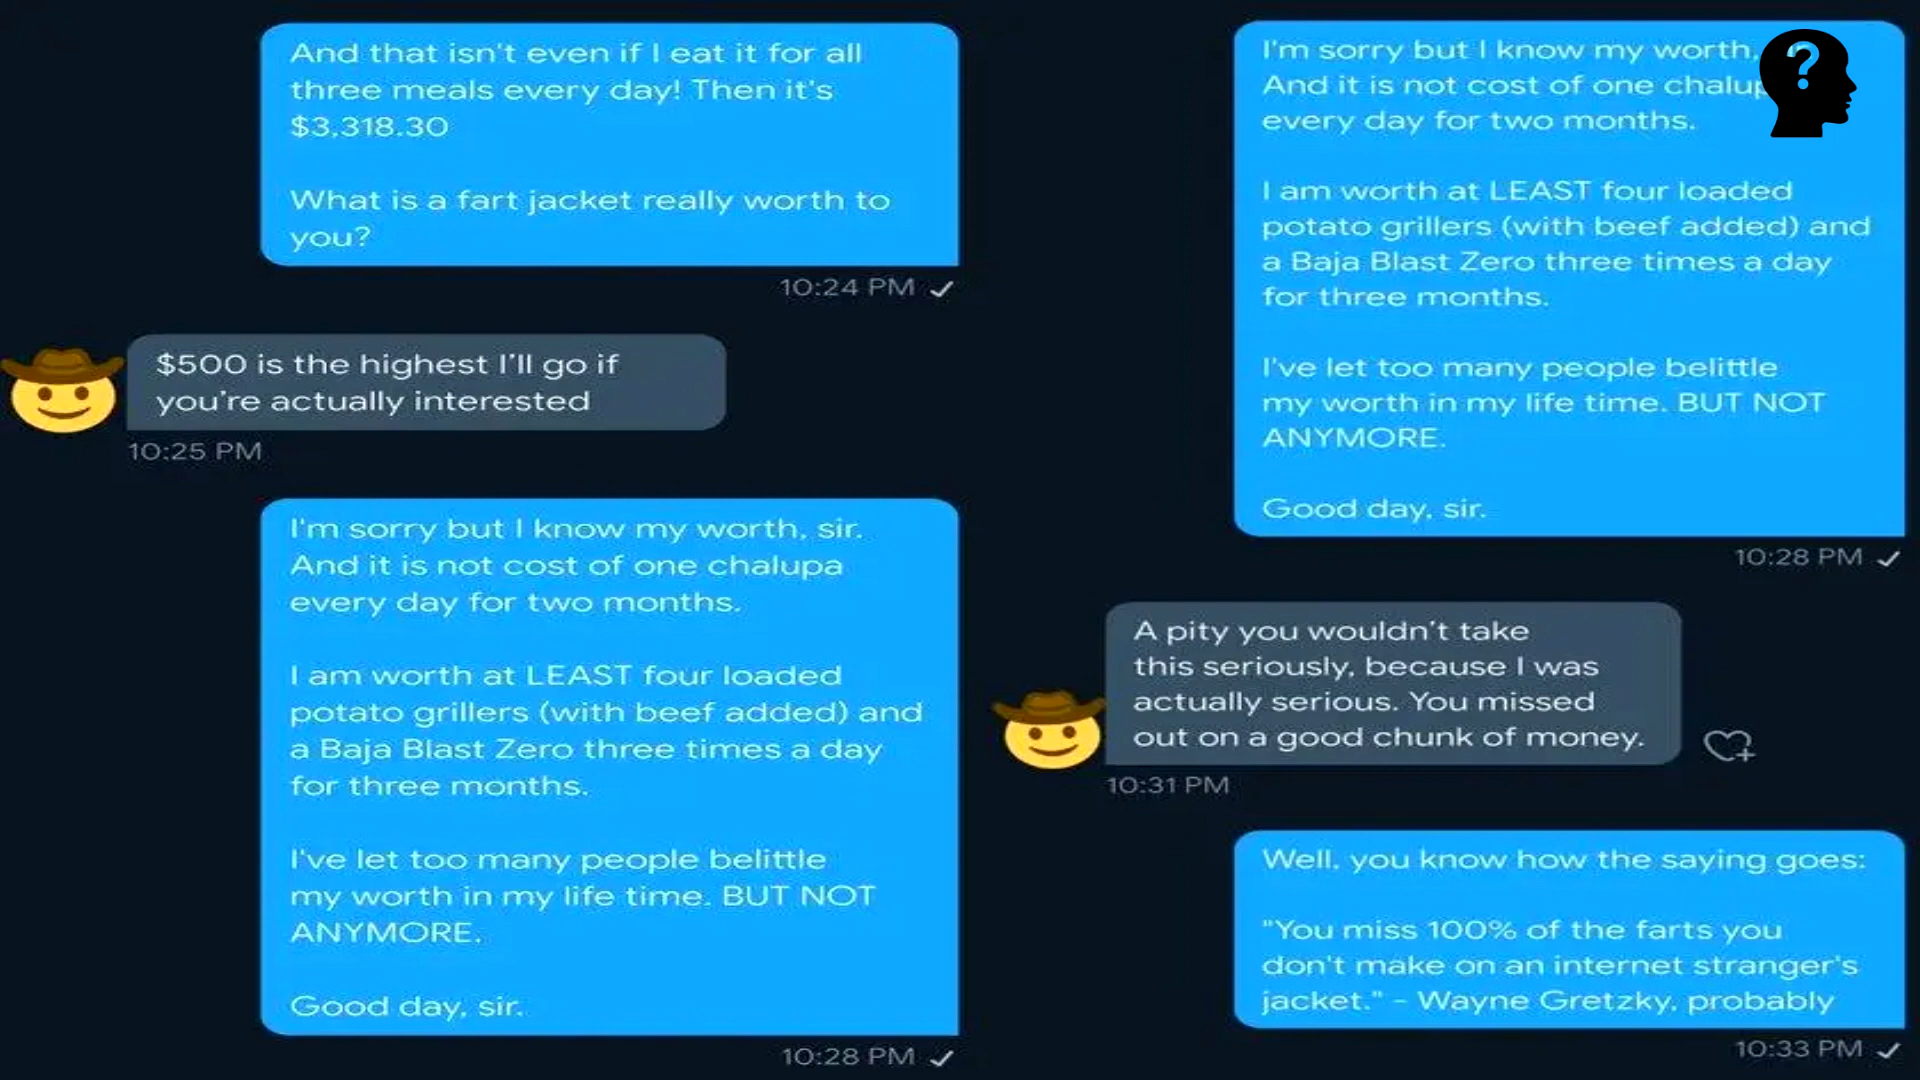 And that isn't even if I eat it for all
three meals every day! Then it's
$3,318.30
What is a fart jacket really worth to
you?
10:24 PM
$500 is the highest I'll go if
you're actually interested
10:25 PM
I'm sorry but I know my worth, sir.
And it is not cost of one chalupa
every day for two months.
I am worth at LEAST four loaded
potato grillers (with beef added) and
a Baja Blast Zero three times a day
for three months.
I've let too many people belittle
my worth in my life time. BUT NOT
ANYMORE.
Good day, sir.
10:28 PM
I'm sorry but I know my worth,
And it is not cost of one
every day for two months.
I am worth at LEAST four loaded
potato grillers (with beef added) and
a Baja Blast Zero three times a day
for three months.
I've let too many people belittle
my worth in my life time. BUT NOT
ANYMORE.
Good day, sir.
10:28 PM
A pity you wouldn't take
this seriously, because I was
actually serious. You missed
out on a good chunk of money.
10:31 PM
Well, you know how the saying goes:
"You miss 100% of the farts you
don't make on an internet stranger's
jacket." - Wayne Gretzky, probably
10:33 PM
?